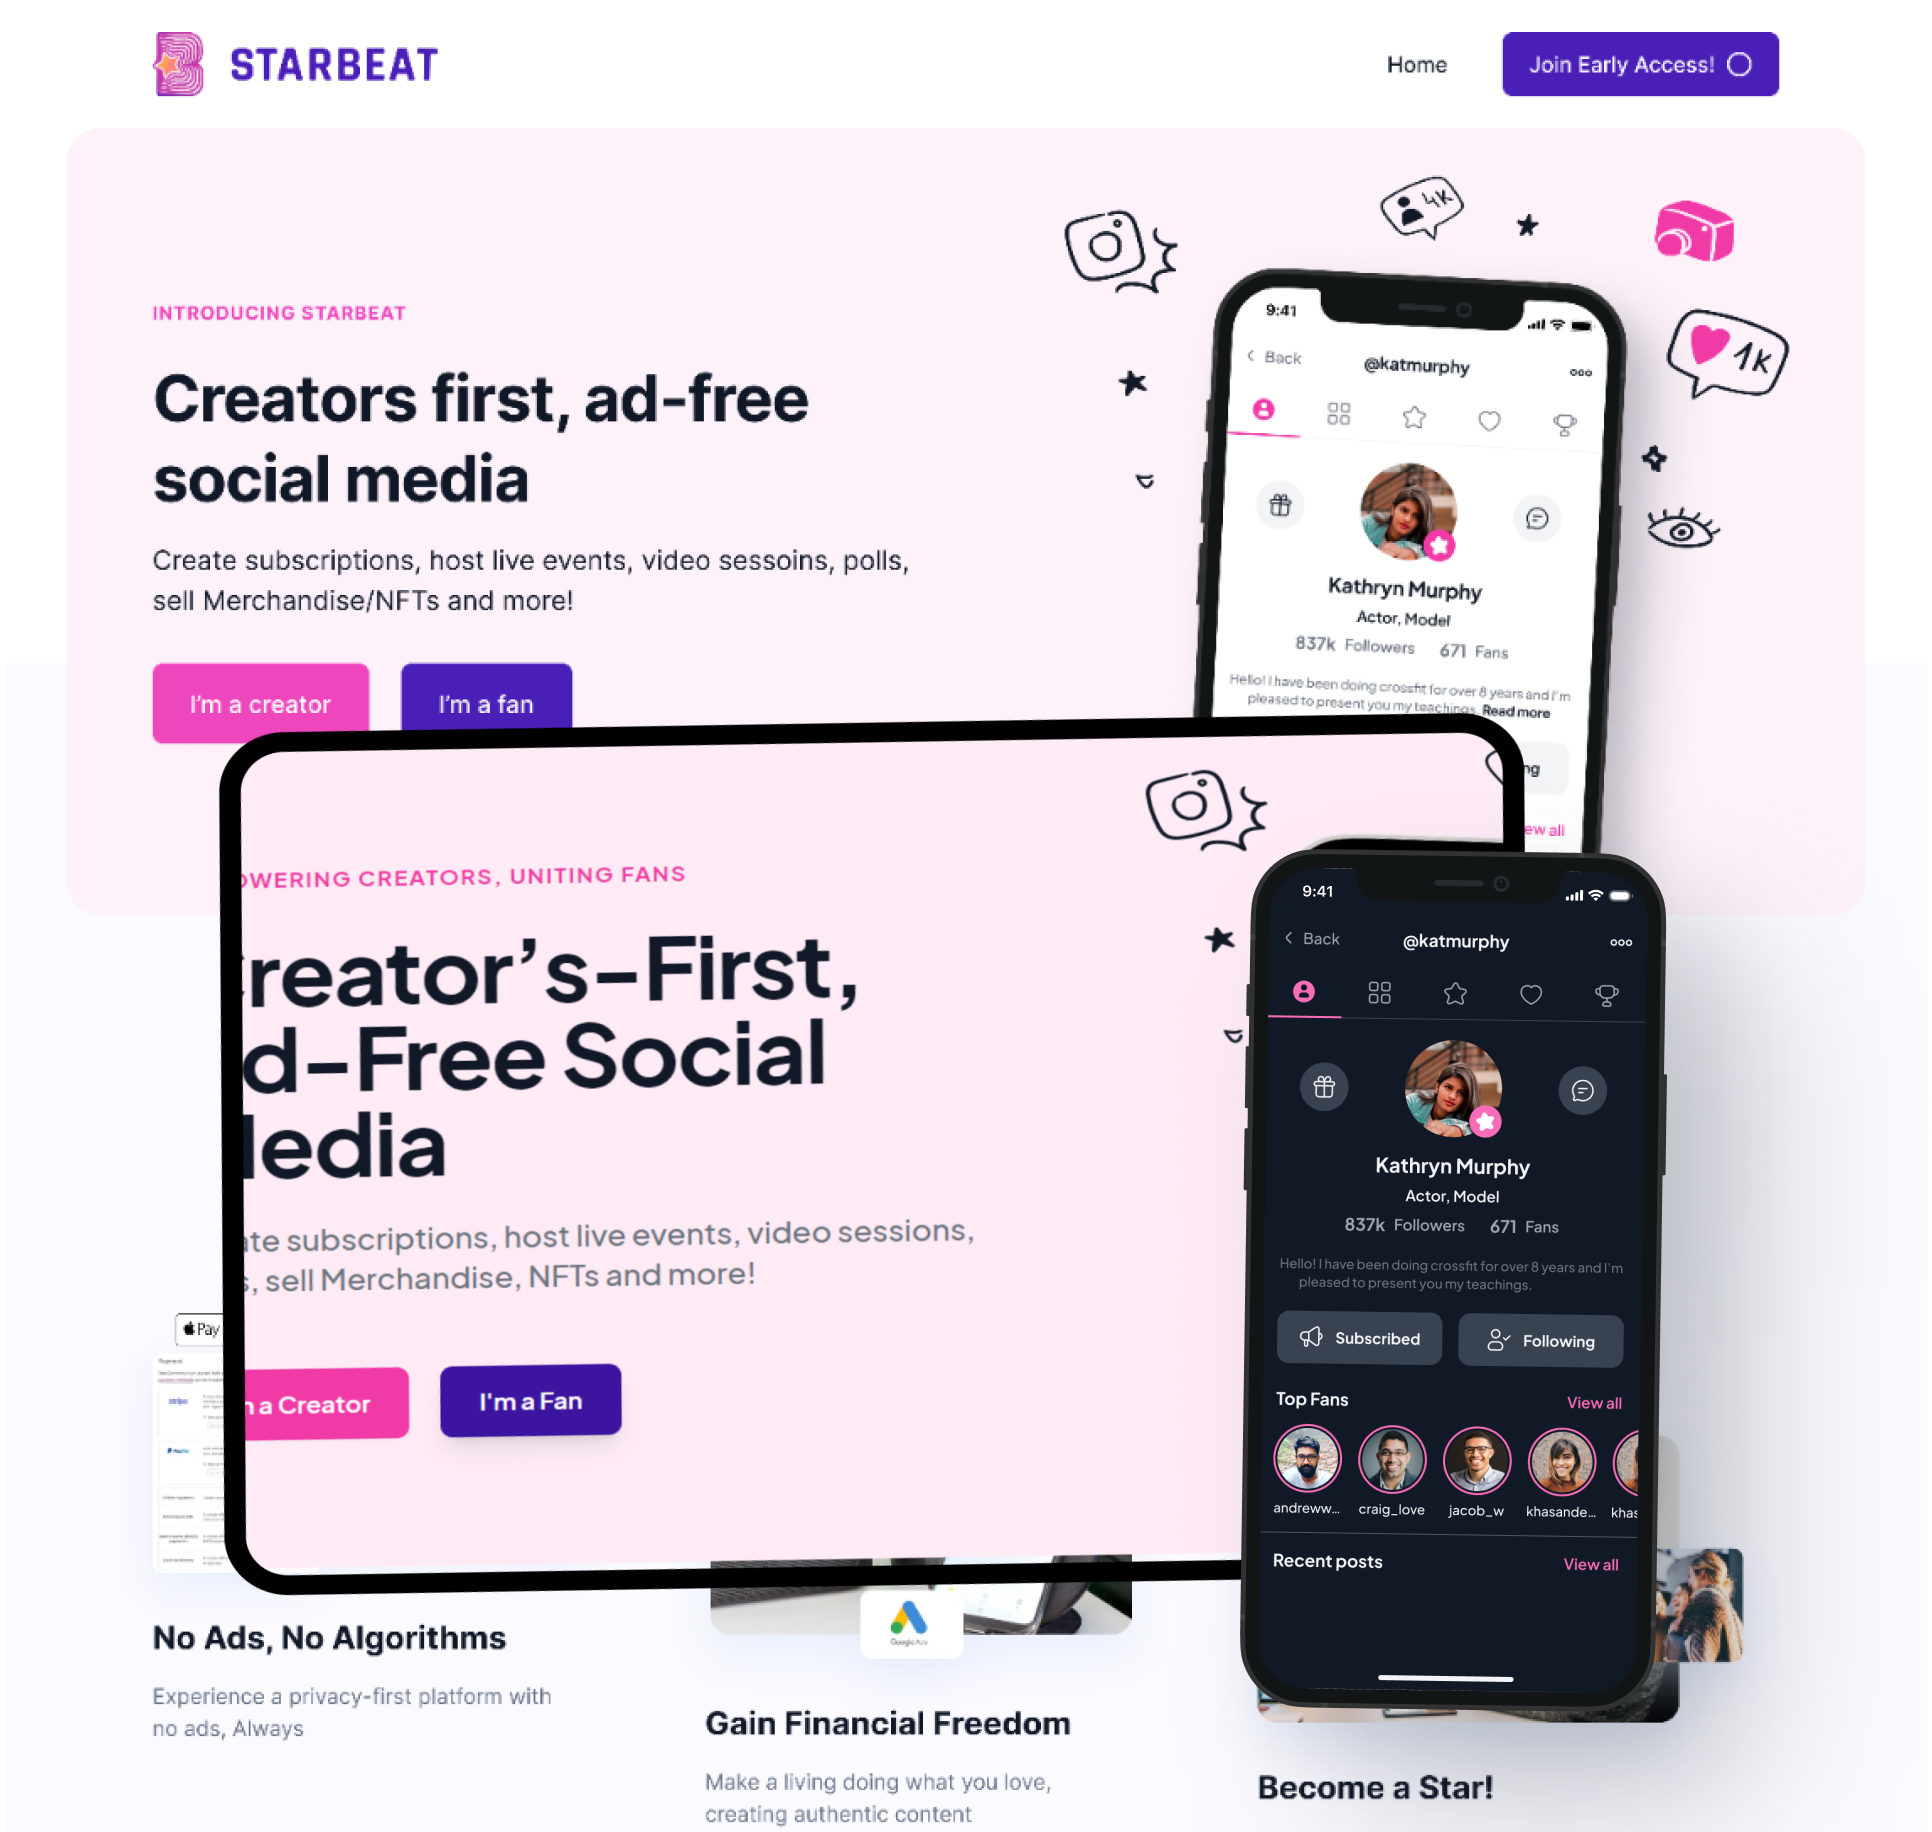 STARBEAT
Home
Join Early Access!
INTRODUCING STARBEAT
Creators first, ad-free
social media
Create subscriptions, host live events, video sessoins, polls,
sell Merchandise/NFTs and more!
I'm a creator
I'm a fan
4K
1K
9:41
Back
@katmurphy
Kathryn Murphy
Actor, Model
837k Followers 671 Fans
Hello! I have been doing crossfit for over 8 years and I'm
pleased to present you my teachings. Read more
ng
ew all
OWERING CREATORS, UNITING FANS
reator's-First,
d-Free Social
edia
ate subscriptions, host live events, video sessions,
s, sell Merchandise, NFTs and more!
a Creator
I'm a Fan
9:41
Back
@katmurphy
Kathryn Murphy
Actor, Model
837k Followers 671 Fans
Hello! I have been doing crossfit for over 8 years and I'm
pleased to present you my teachings.
Subscribed
Following
Top Fans
View all
andreww...
craig_love
jacob_w
khasande...
khas
Recent posts
View all
Pay
Payment
stripe
PayPal
Google Ads
No Ads, No Algorithms
Experience a privacy-first platform with
no ads, Always
Gain Financial Freedom
Make a living doing what you love,
creating authentic content
Become a Star!